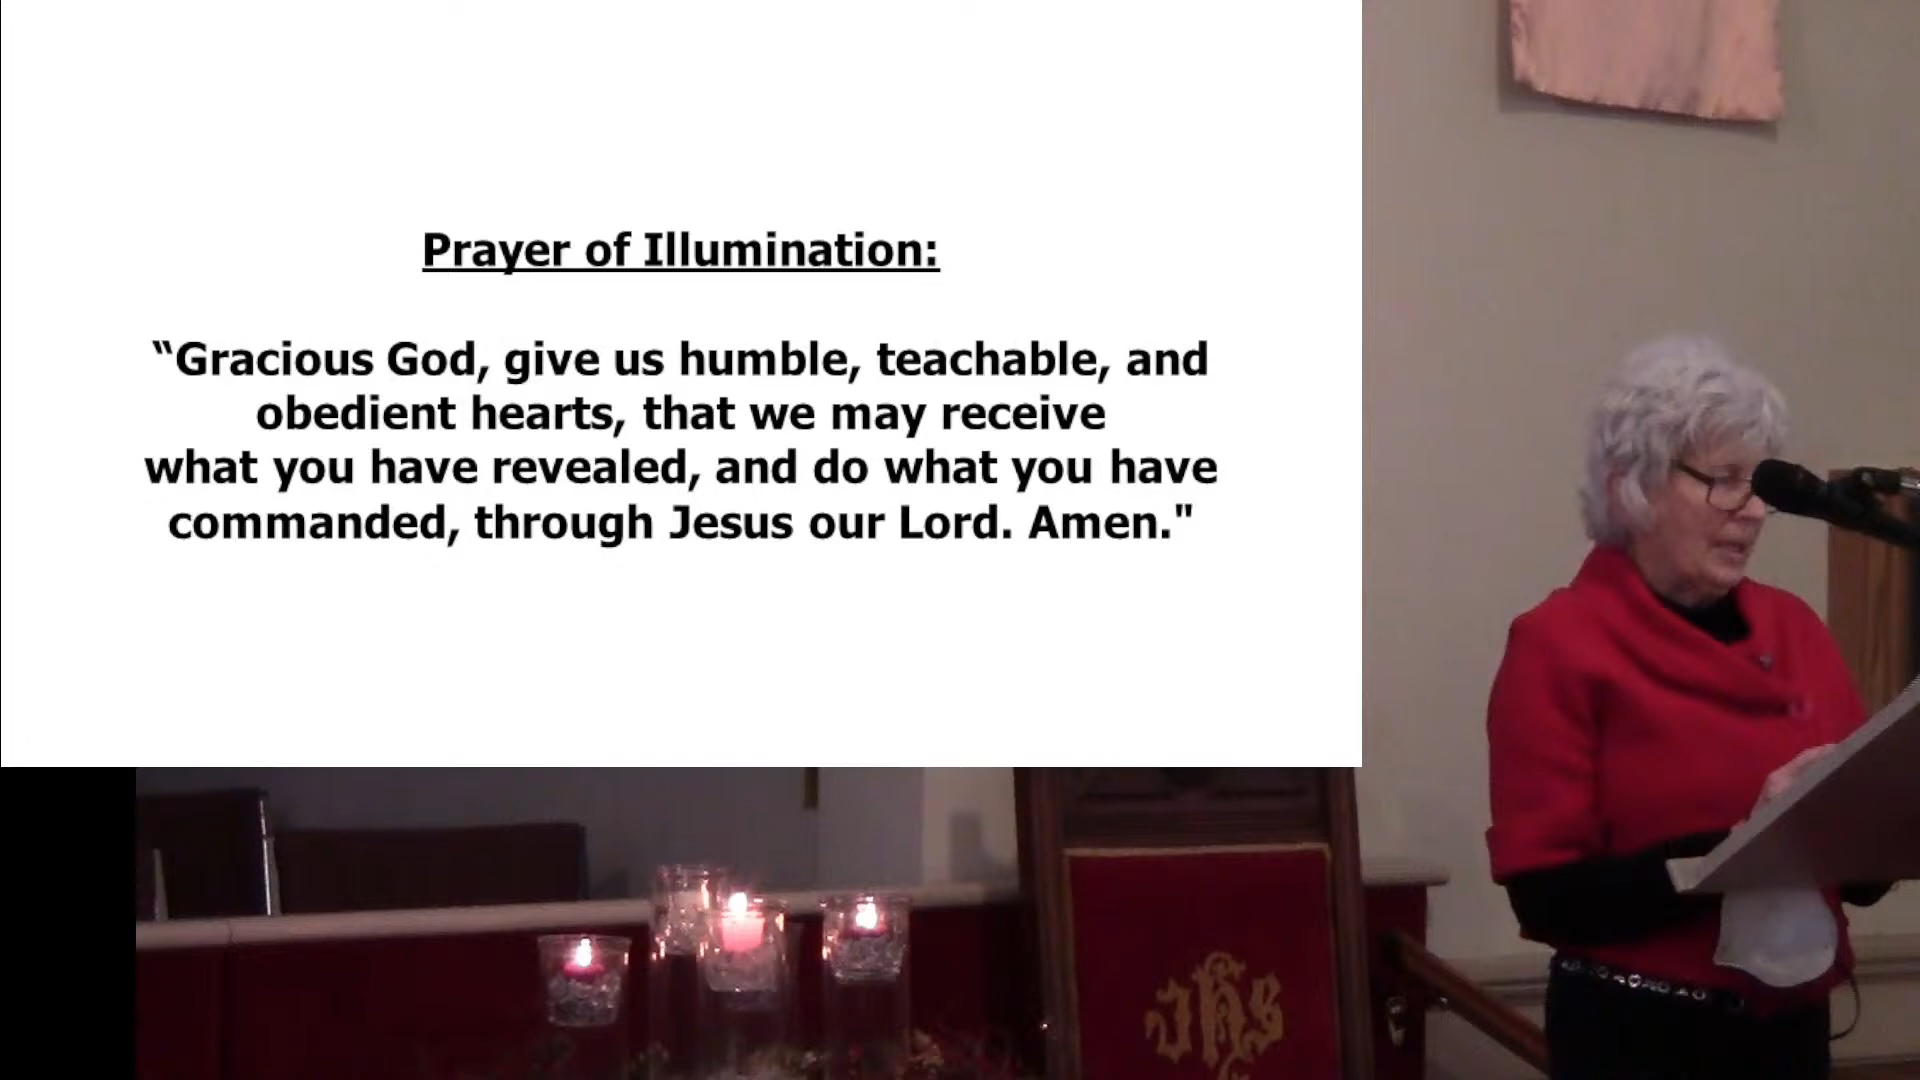 Prayer of Illumination:
“Gracious God, give us humble, teachable, and
obedient hearts, that we may receive
what you have revealed, and do what you have
commanded, through Jesus our Lord. Amen."
IHS